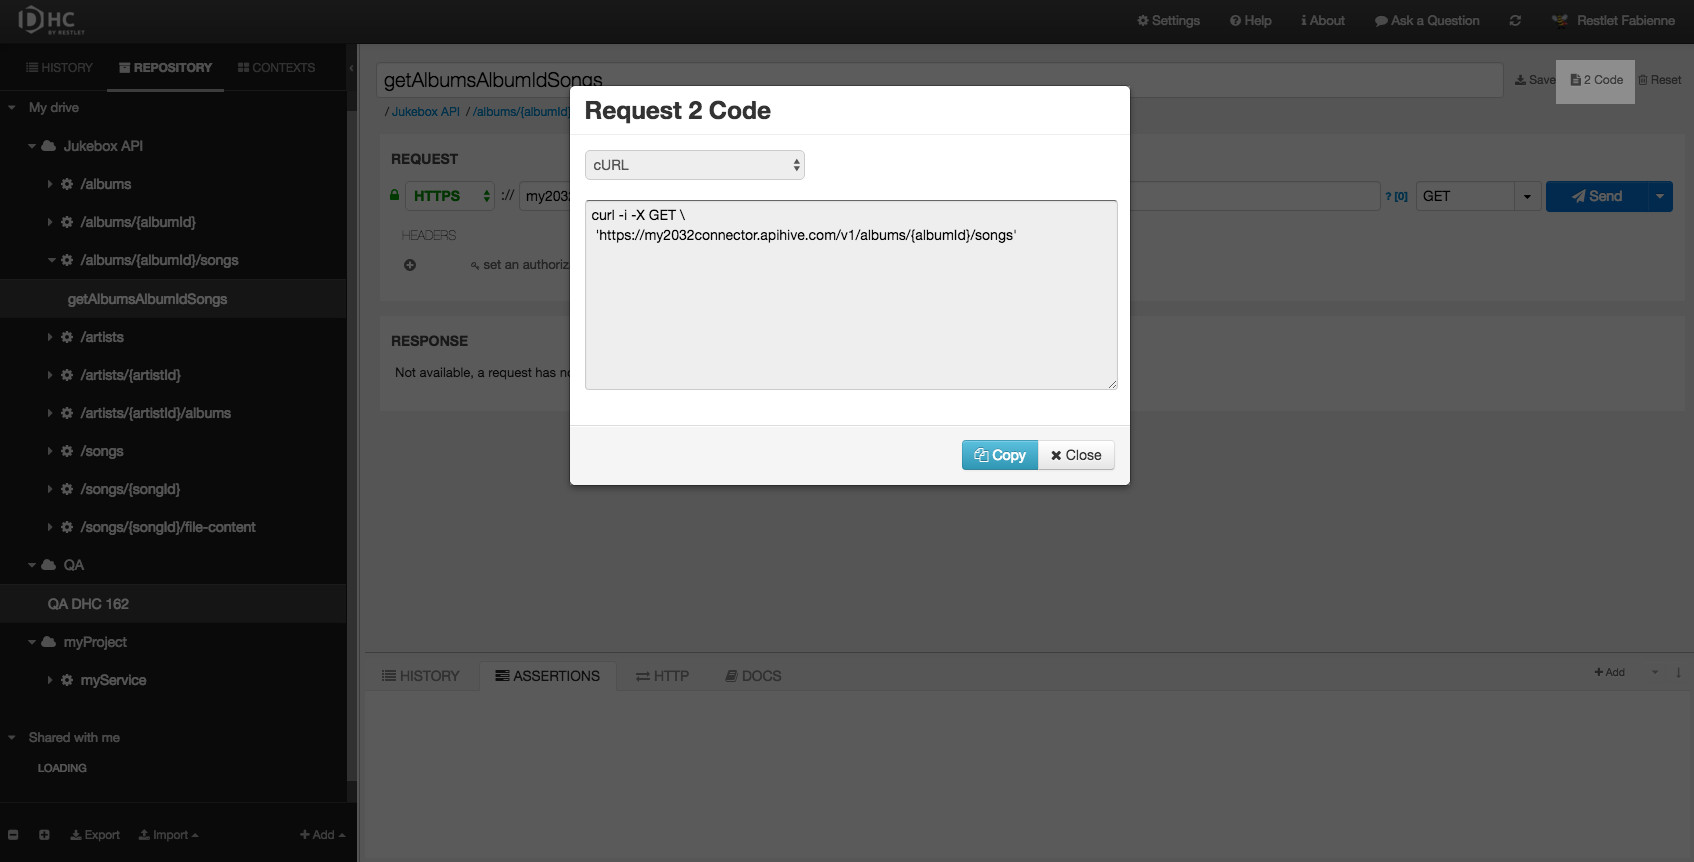 DHC
BY RESTLET
Settings
Help
About
Ask a Question
Restlet Fabienne
HISTORY
REPOSITORY
CONTEXTS
My drive
Jukebox API
/albums
/albums/{albumId}
/albums/{albumId}/songs
getAlbumsAlbumIdSongs
/artists
/artists/{artistId}
/artists/{artistId}/albums
/songs
/songs/{songId}
/songs/{songId}/file-content
QA
QA DHC 162
myProject
myService
Shared with me
LOADING
Export
Import
+ Add
getAlbumsAlbumIdSongs
Save
2 Code
Reset
/ Jukebox API / /albums/{albumId}
REQUEST
HTTPS
://
my2032
? [0]
GET
Send
HEADERS
set an authoriz
RESPONSE
Not available, a request has no
Request 2 Code
cURL
curl -i -X GET \
'https://my2032connector.apihive.com/v1/albums/{albumId}/songs'
Copy
Close
HISTORY
ASSERTIONS
HTTP
DOCS
+ Add